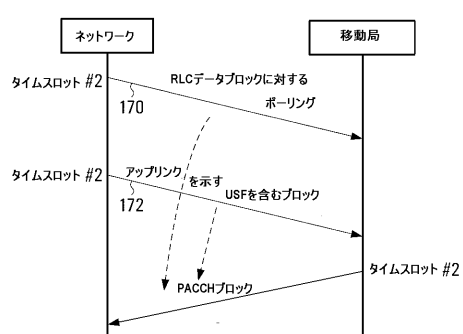 ネットワーク
移動局
タイムスロット #2
RLCデータブロックに対する
ポーリング
170
タイムスロット #2
アップリンク
を示す
USFを含むブロック
172
タイムスロット #2
PACCHブロック